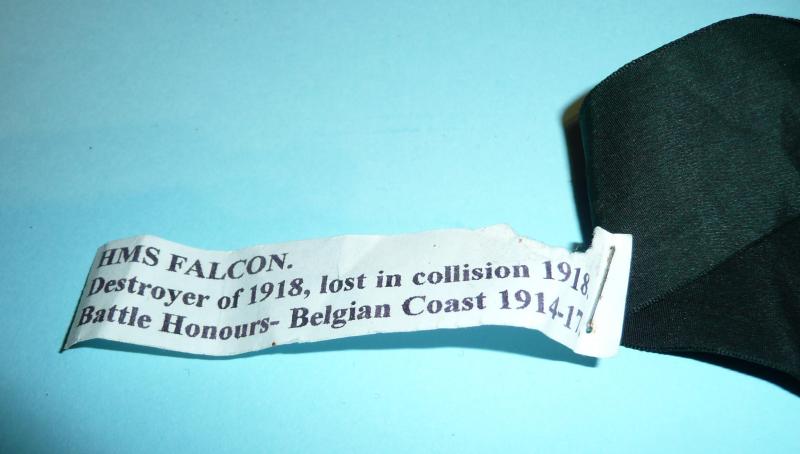 HMS FALCON.
Destroyer of 1918, lost in collision 1918,
Battle Honours- Belgian Coast 1914-17,